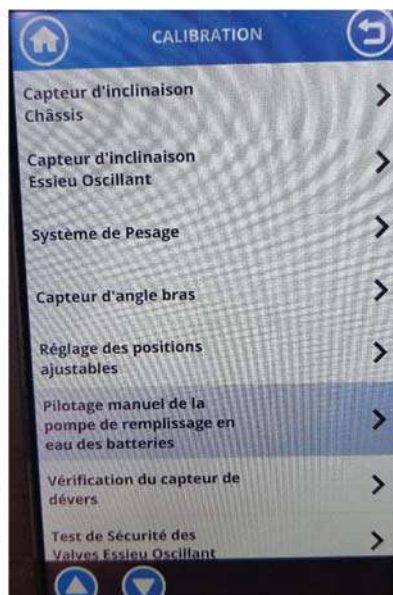 CALIBRATION
Capteur d'inclinaison
Châssis
Capteur d'inclinaison
Essieu Oscillant
Système de Pesage
Capteur d'angle bras
Réglage des positions
ajustables
Pilotage manuel de la
pompe de remplissage en
eau des batteries
Vérification du capteur de
dévers
Test de Sécurité des
Valves Essieu Oscillant